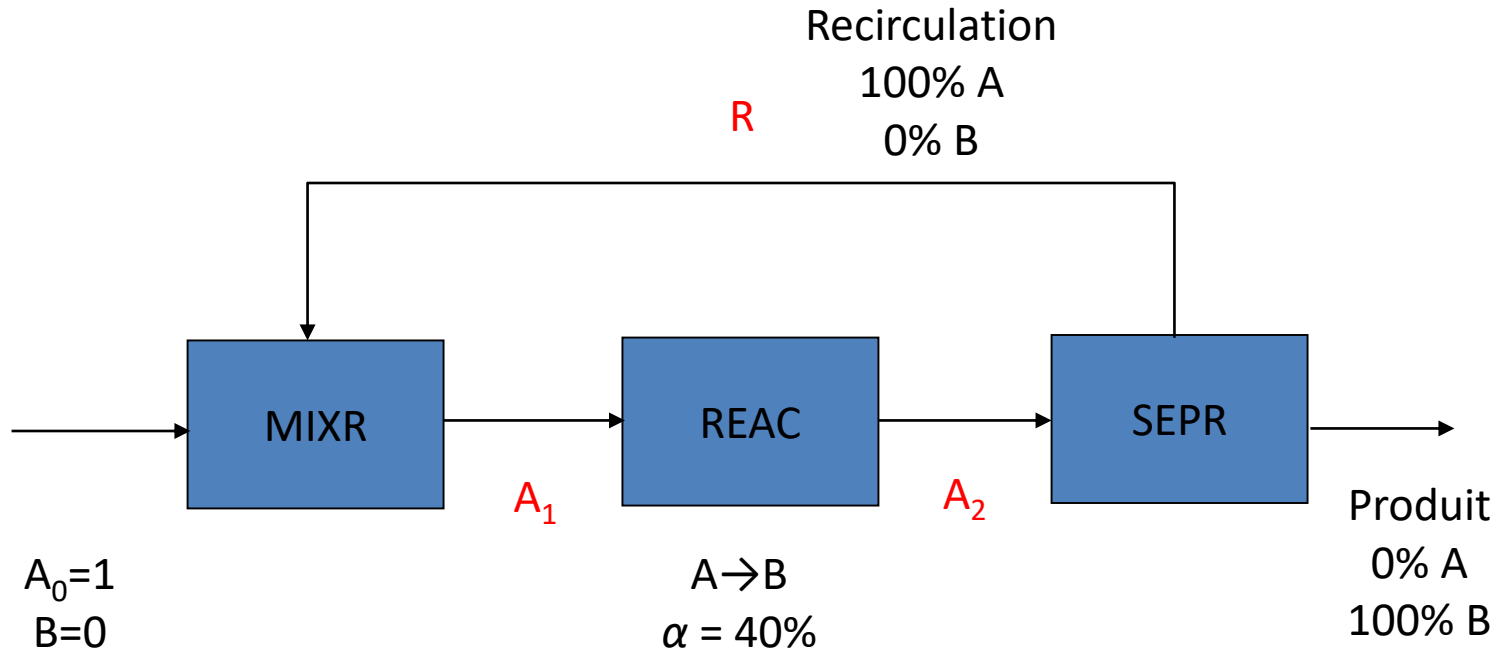 Recirculation
100% A
0% B
R
MIXR
REAC
SEPR
A₁
A₂
A₀=1
B=0
A→B
α = 40%
Produit
0% A
100% B